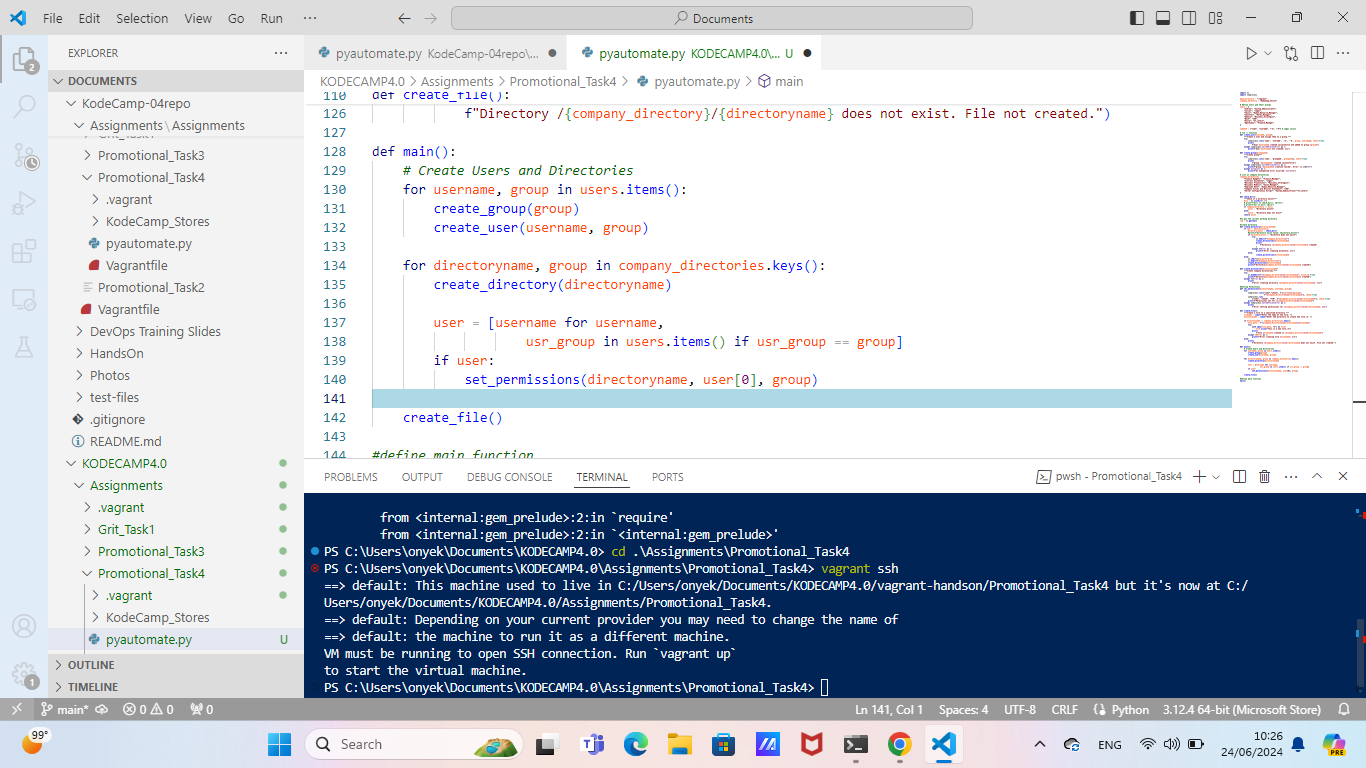 File Edit Selection View Go Run ··· Documents
EXPLORER ···
DOCUMENTS
KodeCamp-04repo
Assignments \ Assignments
Promotional_Task3
Promotional_Task4
.vagrant
KodeCamp_Stores
pyautomate.py
Vagrantfile
Promotional_Task2
Vagrantfile
DevOps Training Slides
HandsOn
Photos
test-files
.gitignore
README.md
KODECAMP4.0
Assignments
.vagrant
Grit_Task1
Promotional_Task3
Promotional_Task4
.vagrant
KodeCamp_Stores
pyautomate.py U
OUTLINE
TIMELINE
2
1
pyautomate.py KodeCamp-04repo\... ● pyautomate.py KODECAMP4.0\... U ●
KODECAMP4.0 > Assignments > Promotional_Task4 > pyautomate.py > main
110 def create_file():
126 f"Directory /{company_directory}/{directoryname} does not exist. File not created.")
127
128 def main():
129 # Create Users and Directories
130 for username, group in users.items():
131 create_group(group)
132 create_user(username, group)
133
134 for directoryname, group in company_directories.keys():
135 create_directory(directoryname)
136
137 user = [username for username,
138 usr_group in users.items() if usr_group == group]
139 if user:
140 set_permissions(directoryname, user[0], group)
141
142 create_file()
143
144 #define main function
PROBLEMS OUTPUT DEBUG CONSOLE TERMINAL PORTS pwsh - Promotional_Task4
from <internal:gem_prelude>:2:in `require'
from <internal:gem_prelude>:2:in `<internal:gem_prelude>'
PS C:\Users\onyek\Documents\KODECAMP4.0> cd .\Assignments\Promotional_Task4
PS C:\Users\onyek\Documents\KODECAMP4.0\Assignments\Promotional_Task4> vagrant ssh
==> default: This machine used to live in C:/Users/onyek/Documents/KODECAMP4.0/vagrant-handson/Promotional_Task4 but it's now at C:/
Users/onyek/Documents/KODECAMP4.0/Assignments/Promotional_Task4.
==> default: Depending on your current provider you may need to change the name of
==> default: the machine to run it as a different machine.
VM must be running to open SSH connection. Run `vagrant up`
to start the virtual machine.
PS C:\Users\onyek\Documents\KODECAMP4.0\Assignments\Promotional_Task4>
main* 0 0 0 Ln 141, Col 1 Spaces: 4 UTF-8 CRLF Python 3.12.4 64-bit (Microsoft Store)
99° Search ENG 10:26
24/06/2024
PRE